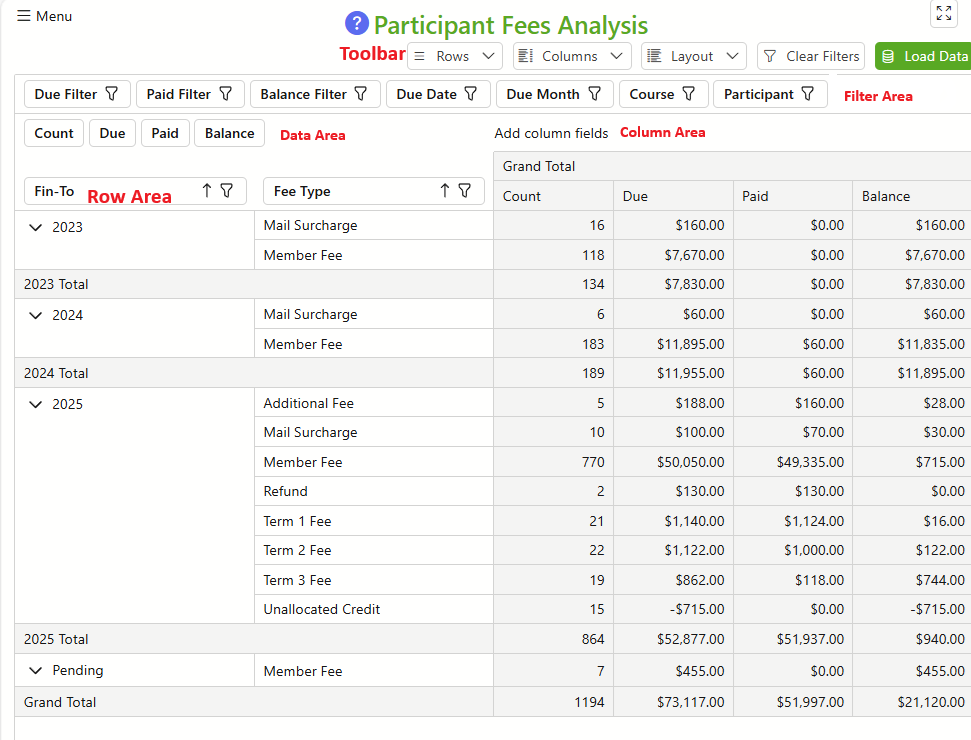 Menu
? Participant Fees Analysis
Toolbar Rows Columns Layout Clear Filters Load Data
Due Filter Paid Filter Balance Filter Due Date Due Month Course Participant Filter Area
Count Due Paid Balance Data Area Add column fields Column Area
Grand Total
Fin-To Row Area Fee Type Count Due Paid Balance
2023 Mail Surcharge 16 $160.00 $0.00 $160.00
Member Fee 118 $7,670.00 $0.00 $7,670.00
2023 Total 134 $7,830.00 $0.00 $7,830.00
2024 Mail Surcharge 6 $60.00 $0.00 $60.00
Member Fee 183 $11,895.00 $60.00 $11,835.00
2024 Total 189 $11,955.00 $60.00 $11,895.00
2025 Additional Fee 5 $188.00 $160.00 $28.00
Mail Surcharge 10 $100.00 $70.00 $30.00
Member Fee 770 $50,050.00 $49,335.00 $715.00
Refund 2 $130.00 $130.00 $0.00
Term 1 Fee 21 $1,140.00 $1,124.00 $16.00
Term 2 Fee 22 $1,122.00 $1,000.00 $122.00
Term 3 Fee 19 $862.00 $118.00 $744.00
Unallocated Credit 15 -$715.00 $0.00 -$715.00
2025 Total 864 $52,877.00 $51,937.00 $940.00
Pending Member Fee 7 $455.00 $0.00 $455.00
Grand Total 1194 $73,117.00 $51,997.00 $21,120.00